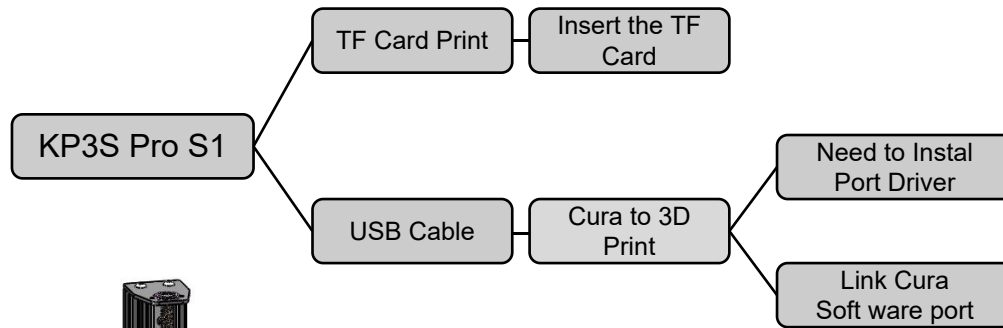 TF Card Print
Insert the TF
Card
KP3S Pro S1
Need to Instal
Port Driver
USB Cable
Cura to 3D
Print
Link Cura
Soft ware port